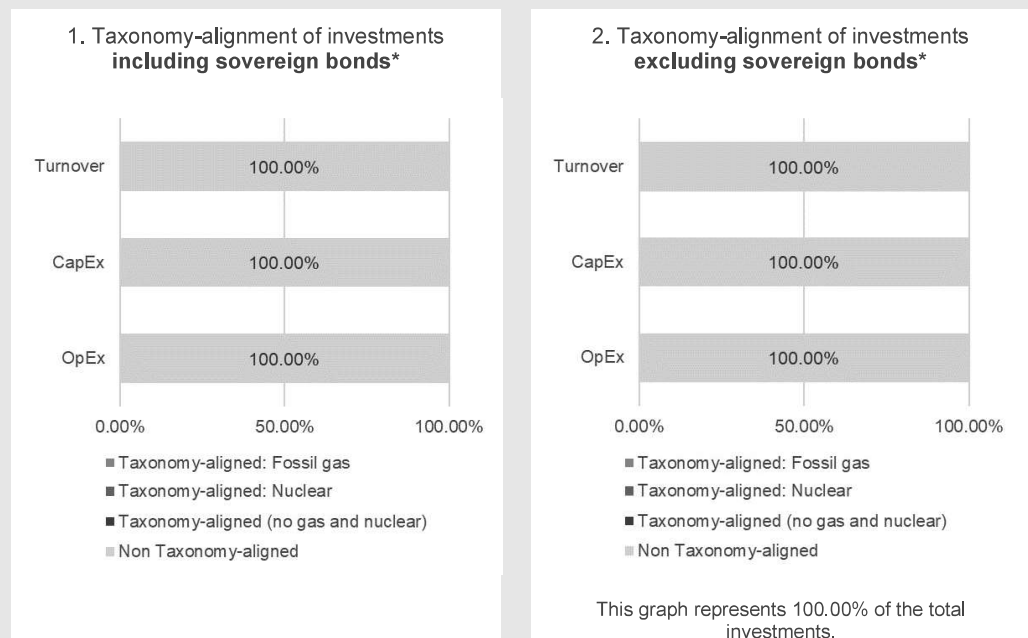 1. Taxonomy-alignment of investments
including sovereign bonds*
Turnover
100.00%
CapEx
100.00%
OpEx
100.00%
0.00%
50.00%
100.00%
Taxonomy-aligned: Fossil gas
Taxonomy-aligned: Nuclear
Taxonomy-aligned (no gas and nuclear)
Non Taxonomy-aligned
2. Taxonomy-alignment of investments
excluding sovereign bonds*
Turnover
100.00%
CapEx
100.00%
OpEx
100.00%
0.00%
50.00%
100.00%
Taxonomy-aligned: Fossil gas
Taxonomy-aligned: Nuclear
Taxonomy-aligned (no gas and nuclear)
Non Taxonomy-aligned
This graph represents 100.00% of the total
investments.